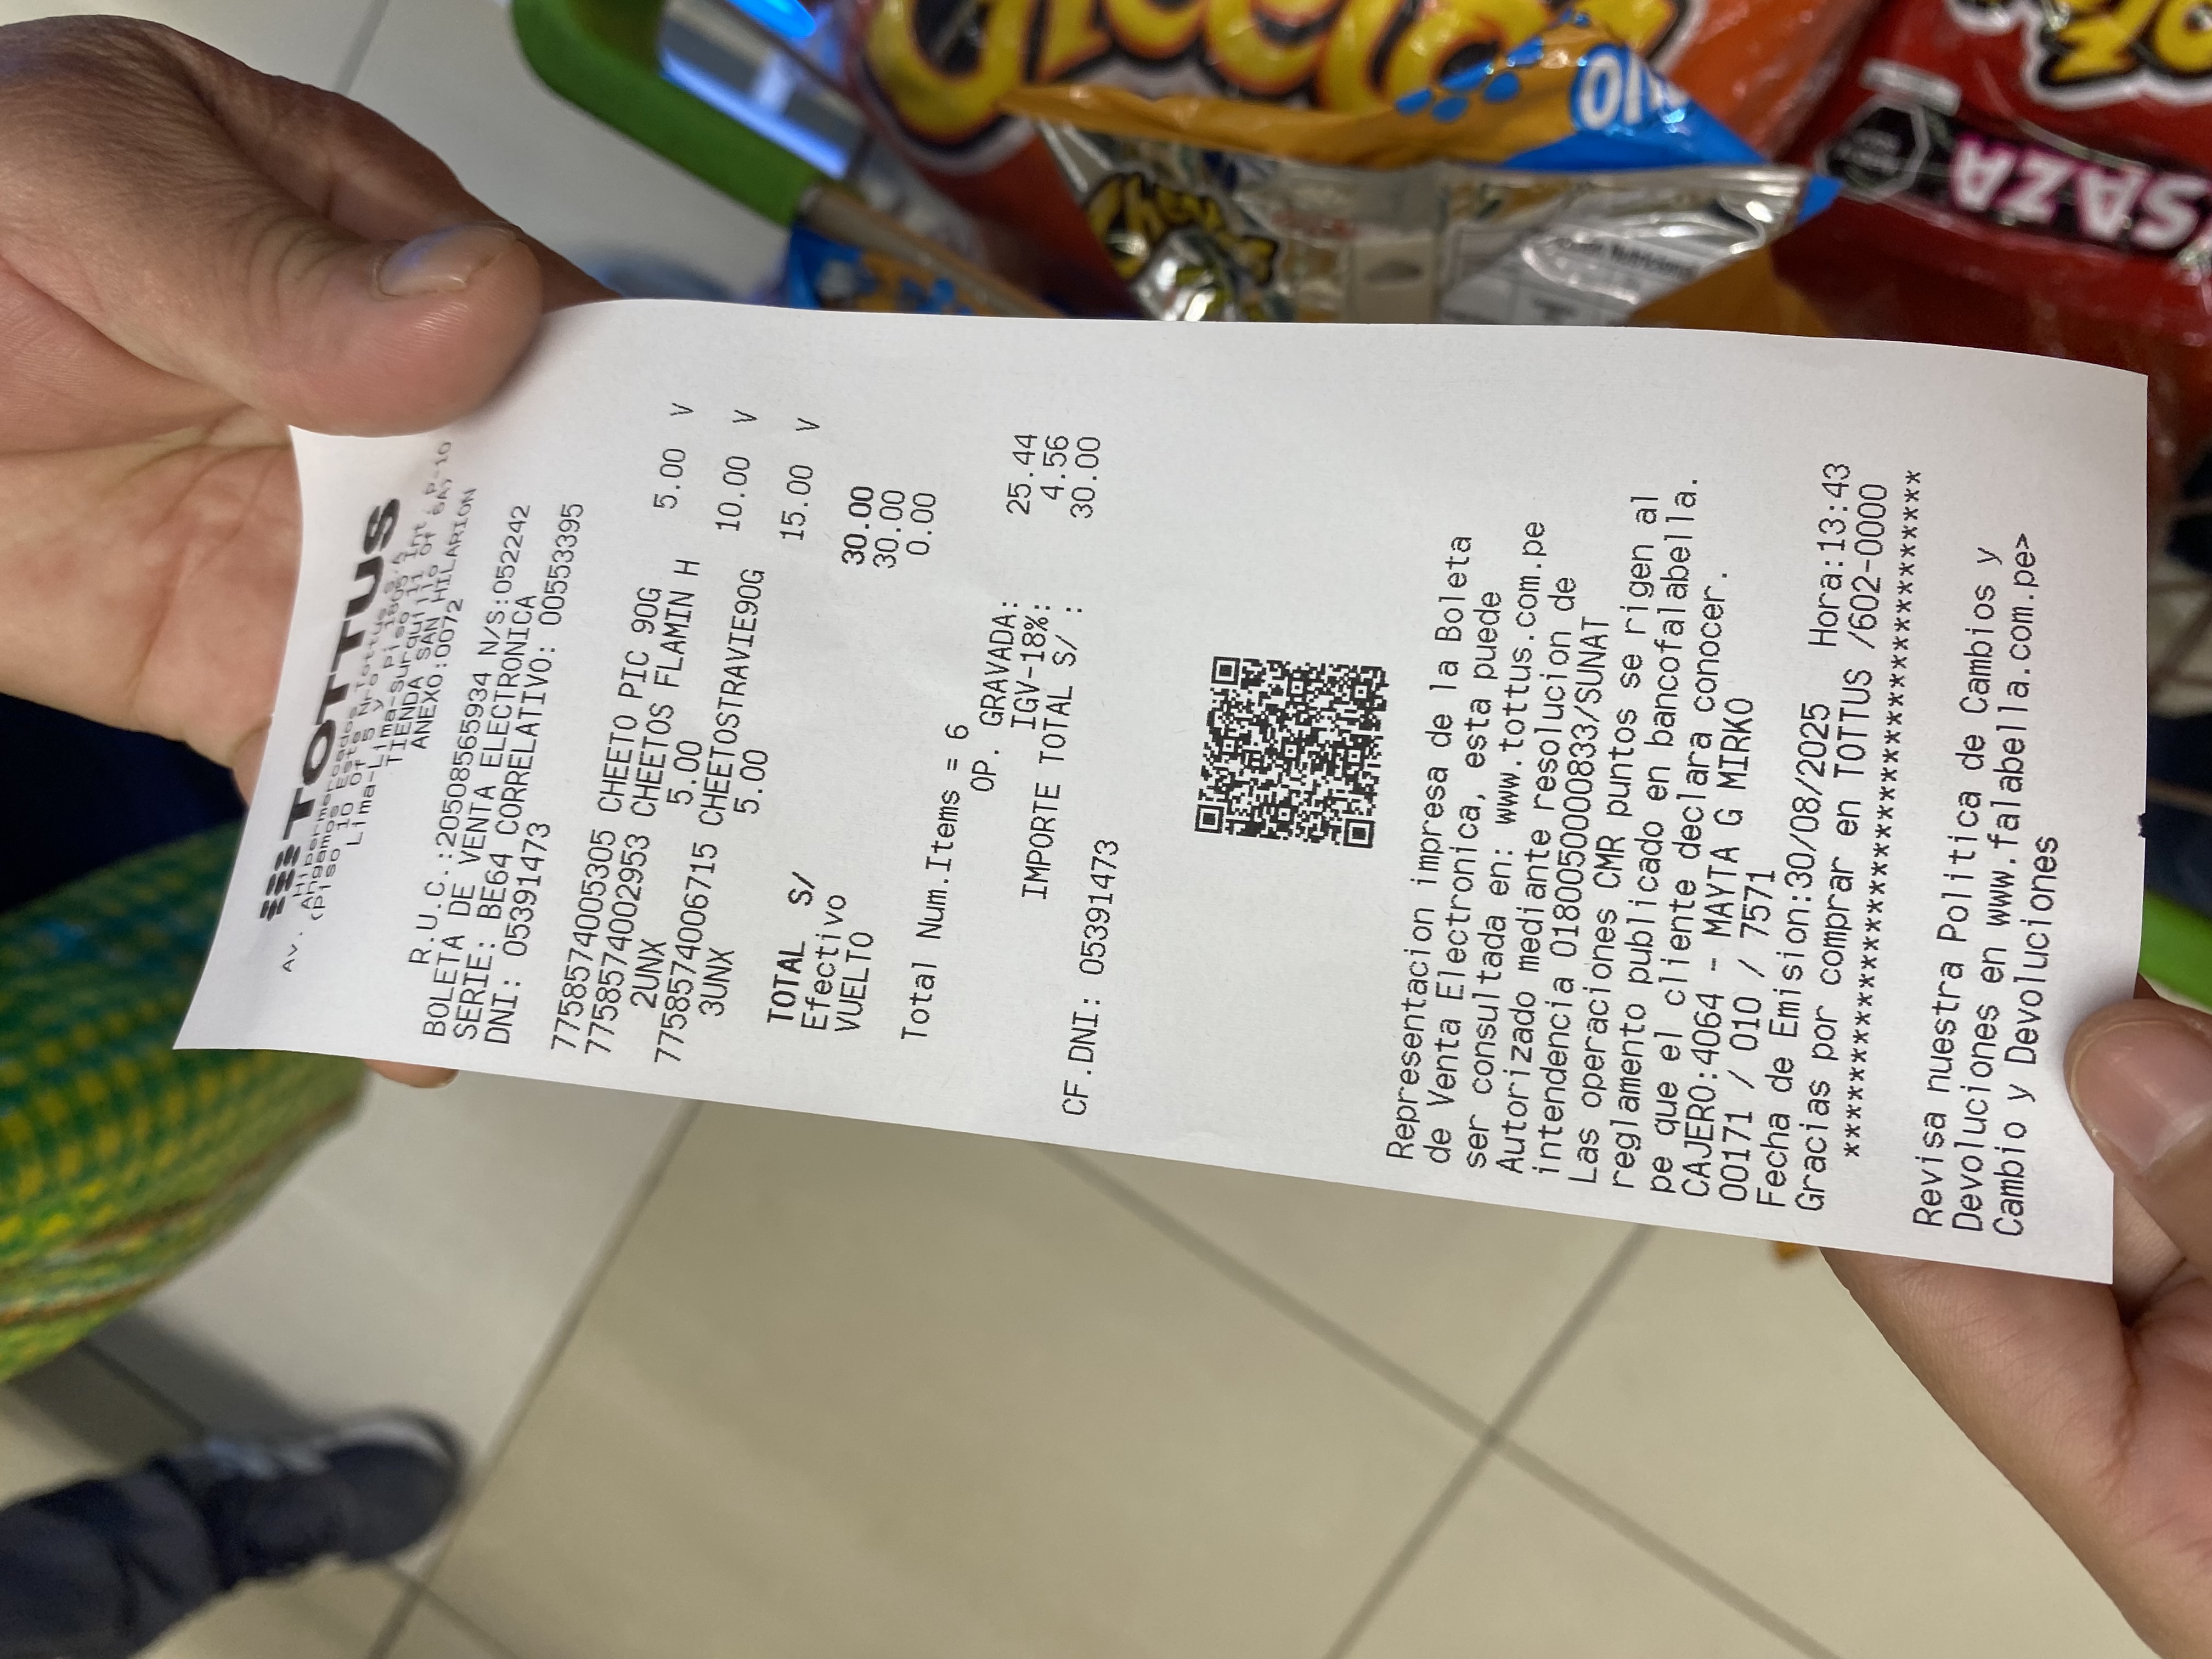 TOTTUS
Hipermercados Tottus S.A.
Av. Angamos Este Nro. 1805 Int. P-10
(piso 10 Of 5 y piso 11 Of 6A)
Lima-Lima-Surquillo
TIENDA SAN HILARION
ANEXO:0072
R.U.C.:20508565934 N/S:052242
BOLETA DE VENTA ELECTRONICA
SERIE: BE64 CORRELATIVO: 00553395
DNI: 05391473
7758574005305 CHEETO PIC 90G 5.00 V
7758574002953 CHEETOS FLAMIN H
2UNX 5.00 10.00 V
7758574006715 CHEETOSTRAVIE90G
3UNX 5.00 15.00 V
TOTAL S/ 30.00
Efectivo 30.00
VUELTO 0.00
Total Num.Items = 6
OP. GRAVADA: 25.44
IGV-18%: 4.56
IMPORTE TOTAL S/ : 30.00
CF.DNI: 05391473
Representacion impresa de la Boleta
de Venta Electronica, esta puede
ser consultada en: www.tottus.com.pe
Autorizado mediante resolucion de
intendencia 0180050000833/SUNAT
Las operaciones CMR puntos se rigen al
reglamento publicado en bancofalabella.
pe que el cliente declara conocer.
CAJERO:4064 - MAYTA G MIRKO
00171 / 010 / 7571
Fecha de Emision:30/08/2025 Hora:13:43
Gracias por comprar en TOTTUS /602-0000
******************************************
Revisa nuestra Politica de Cambios y
Devoluciones en www.falabella.com.pe>
Cambio y Devoluciones